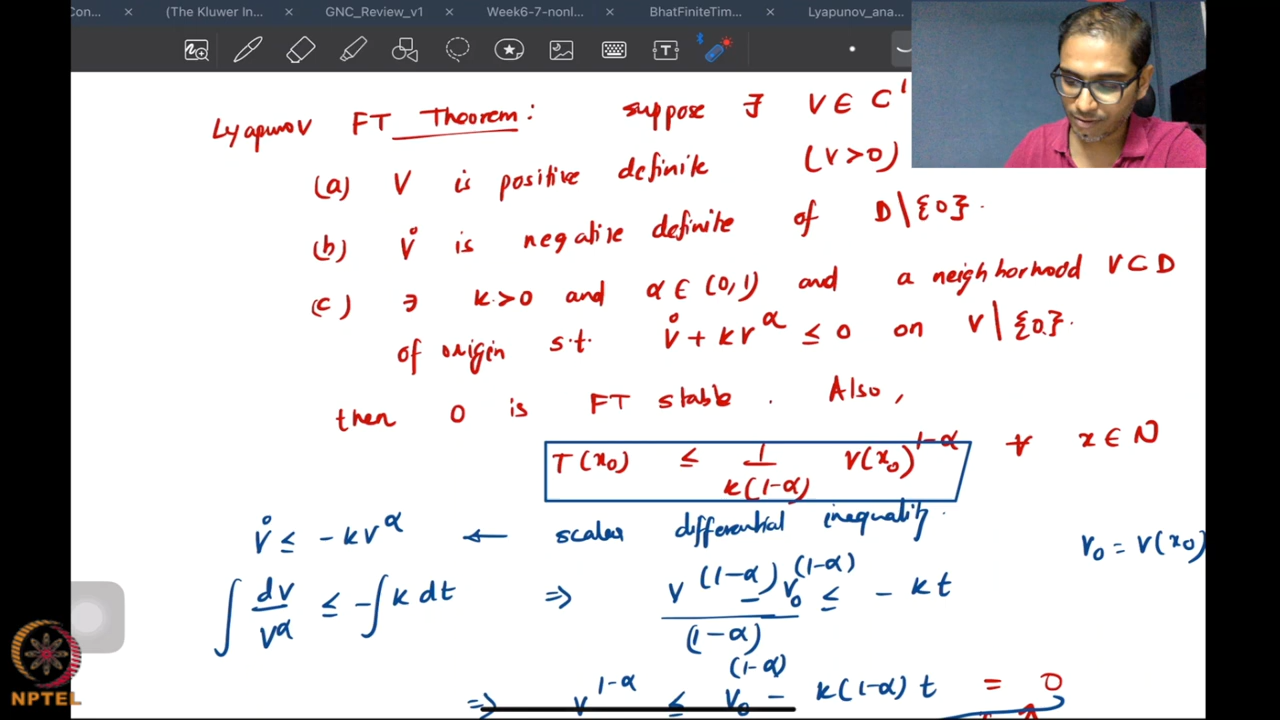 Con... × (The Kluwer In... × GNC_Review_v1 × Week6-7-nonl... × BhatFiniteTim... × Lyapunov_ana...
Lyapunov FT Theorem: suppose ∃ V ∈ C¹
(a) V is positive definite (V>0)
(b) V̇ is negative definite of D\{0}.
(c) ∃ k>0 and α ∈ (0,1) and a neighborhood V⊂D
of origin s.t. V̇ + kV^α ≤ 0 on V\{0}.
then 0 is FT stable. Also,
T(x₀) ≤ 1/(k(1-α)) V(x₀)^(1-α) ∀ x ∈ N
V̇ ≤ -kV^α ← scalar differential inequality.
V₀ = V(x₀)
∫ dV/V^α ≤ -∫ k dt ⇒ (V^(1-α) - V₀^(1-α))/(1-α) ≤ - kt
⇒ V^(1-α) ≤ V₀^(1-α) - k(1-α)t = 0
NPTEL